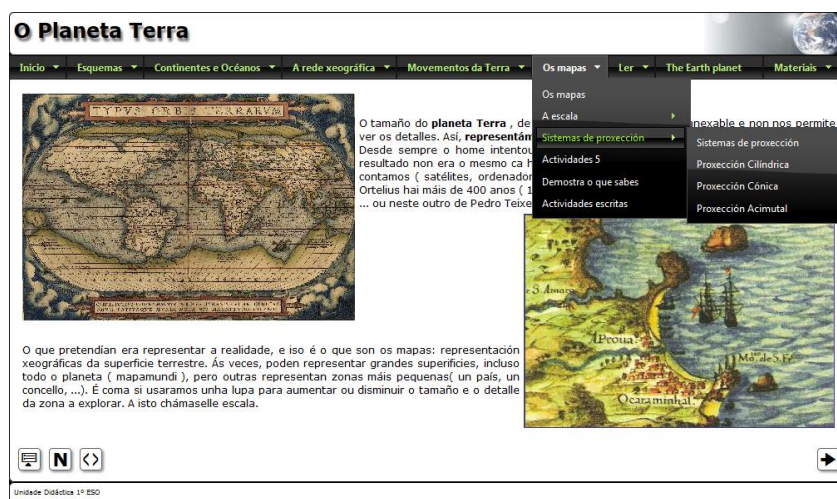 O Planeta Terra
Inicio Esquemas Continentes e Océanos A rede xeográfica Movementos da Terra Os mapas Ler The Earth planet Materiais
Os mapas
A escala
Sistemas de proxección
Actividades 5
Demostra o que sabes
Actividades escritas
Sistemas de proxección
Proxección Cilíndrica
Proxección Cónica
Proxección Acimutal
TYPVS ORBIS TERRARVM
O tamaño do planeta Terra , de nexable e non nos permite
ver os detalles. Así,
Desde sempre o home intentou
resultado non era o mesmo ca h
contamos ( satélites, ordenador
Ortelius hai máis de 400 anos ( 1
... ou neste outro de Pedro Teixe
O que pretendían era representar a realidade, e iso é o que son os mapas: representación
xeográficas da superficie terrestre. Ás veces, poden representar grandes superficies, incluso
todo o planeta ( mapamundi ), pero outras representan zonas máis pequenas( un país, un
concello, ...). É coma si usaramos unha lupa para aumentar ou disminuir o tamaño e o detalle
da zona a explorar. A isto chámaselle escala.
Proua
Ocaraminhal
N
Unidade Didáctica 1º ESO